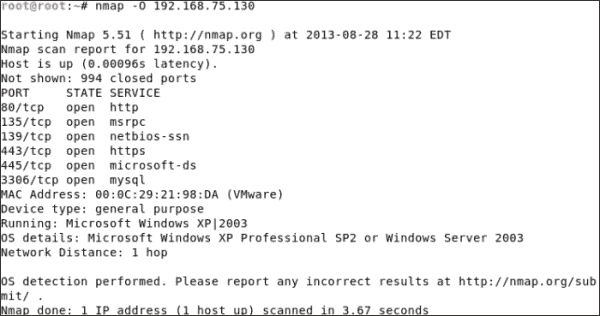 root@root:~# nmap -O 192.168.75.130
Starting Nmap 5.51 ( http://nmap.org ) at 2013-08-28 11:22 EDT
Nmap scan report for 192.168.75.130
Host is up (0.00096s latency).
Not shown: 994 closed ports
PORT     STATE SERVICE
80/tcp   open  http
135/tcp  open  msrpc
139/tcp  open  netbios-ssn
443/tcp  open  https
445/tcp  open  microsoft-ds
3306/tcp open  mysql
MAC Address: 00:0C:29:21:98:DA (VMware)
Device type: general purpose
Running: Microsoft Windows XP|2003
OS details: Microsoft Windows XP Professional SP2 or Windows Server 2003
Network Distance: 1 hop
OS detection performed. Please report any incorrect results at http://nmap.org/sub
mit/ .
Nmap done: 1 IP address (1 host up) scanned in 3.67 seconds